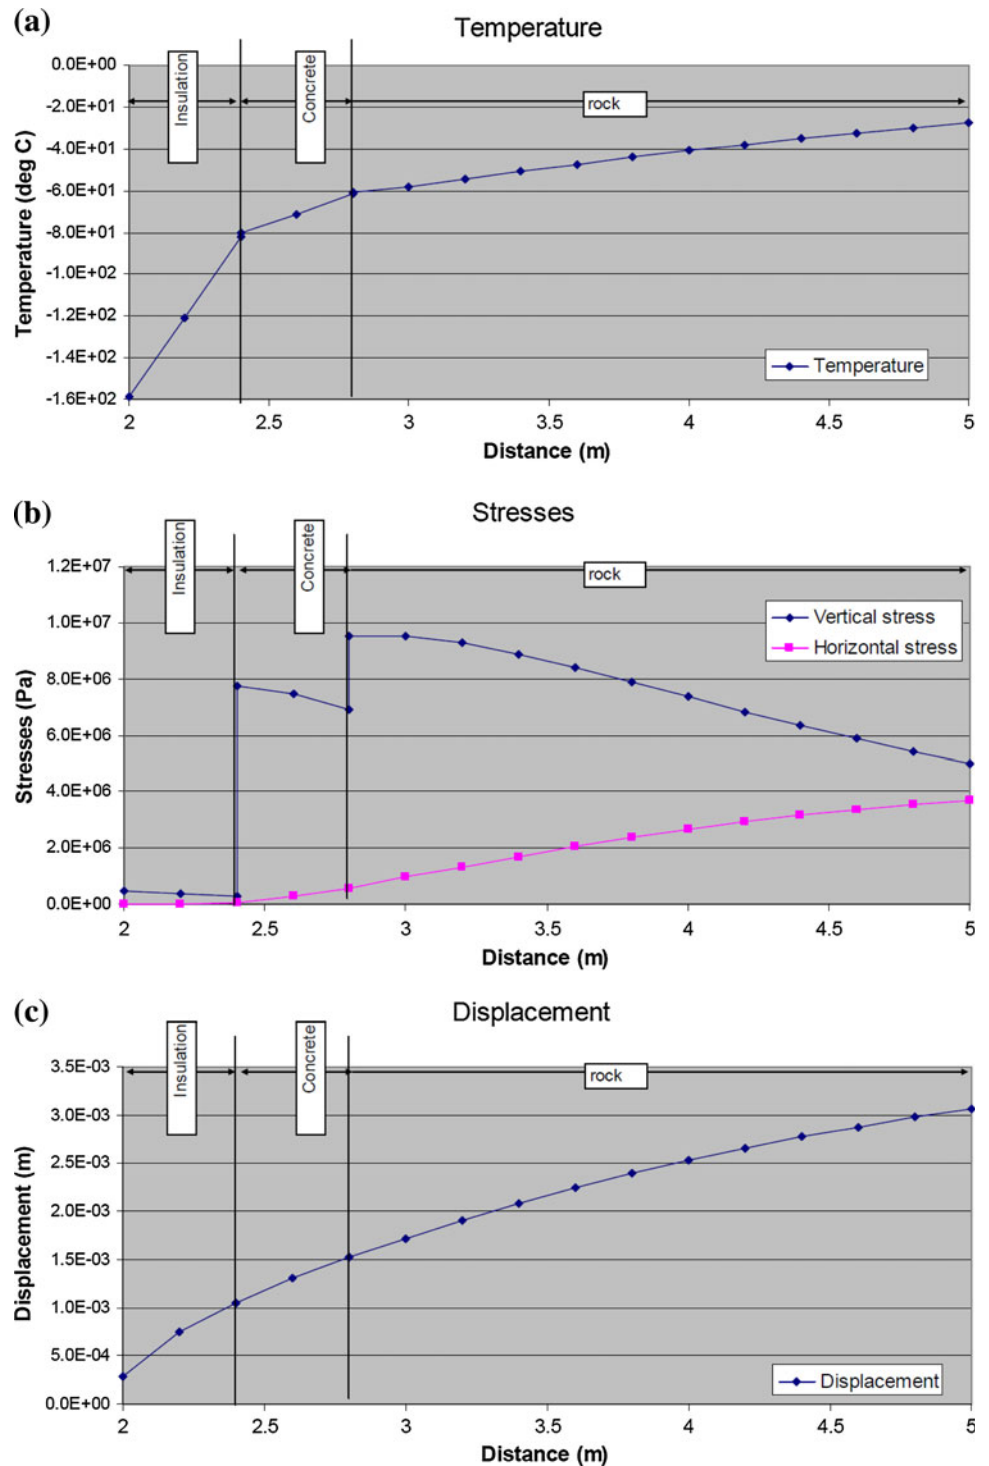 (a)
Temperature
Insulation
Concrete
rock
0.0E+00
-2.0E+01
-4.0E+01
-6.0E+01
-8.0E+01
-1.0E+02
-1.2E+02
-1.4E+02
-1.6E+02
Temperature (deg C)
Temperature
2 2.5 3 3.5 4 4.5 5
Distance (m)
(b)
Stresses
Insulation
Concrete
rock
1.2E+07
1.0E+07
8.0E+06
6.0E+06
4.0E+06
2.0E+06
0.0E+00
Stresses (Pa)
Vertical stress
Horizontal stress
2 2.5 3 3.5 4 4.5 5
Distance (m)
(c)
Displacement
Insulation
Concrete
rock
3.5E-03
3.0E-03
2.5E-03
2.0E-03
1.5E-03
1.0E-03
5.0E-04
0.0E+00
Displacement (m)
Displacement
2 2.5 3 3.5 4 4.5 5
Distance (m)